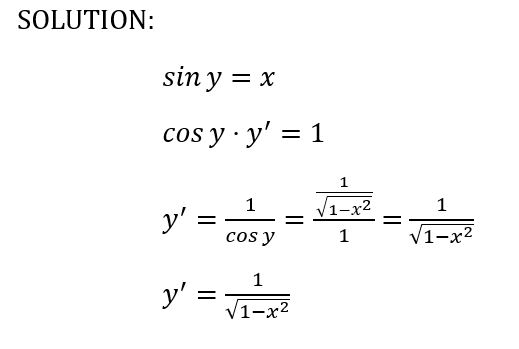 SOLUTION:
sin y = x
cos y · y′ = 1
y′ = 1/cos y = (1/√(1−x²))/1 = 1/√(1−x²)
y′ = 1/√(1−x²)